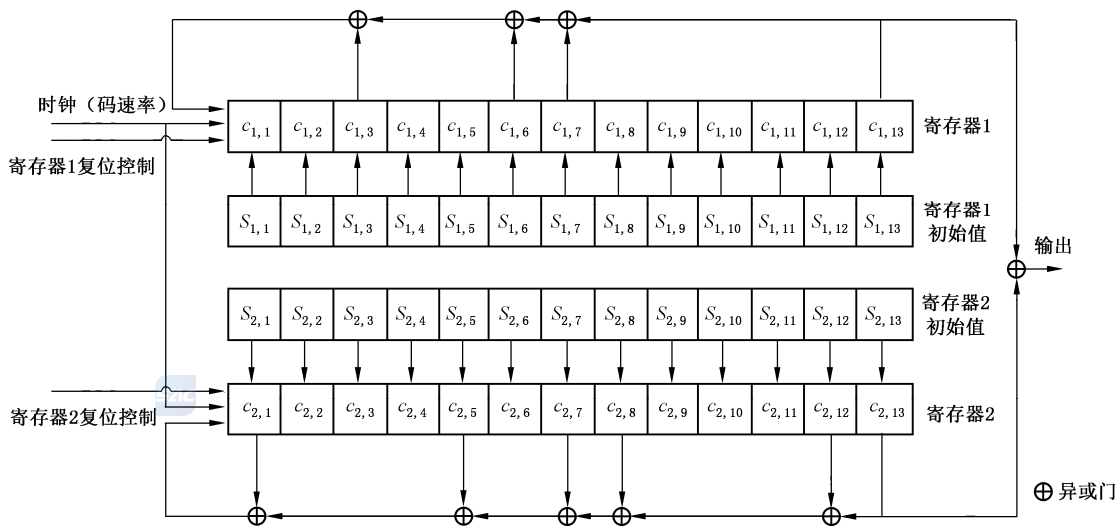 时钟（码速率）
c1,1 c1,2 c1,3 c1,4 c1,5 c1,6 c1,7 c1,8 c1,9 c1,10 c1,11 c1,12 c1,13
寄存器1
寄存器1复位控制
S1,1 S1,2 S1,3 S1,4 S1,5 S1,6 S1,7 S1,8 S1,9 S1,10 S1,11 S1,12 S1,13
寄存器1
初始值
输出
S2,1 S2,2 S2,3 S2,4 S2,5 S2,6 S2,7 S2,8 S2,9 S2,10 S2,11 S2,12 S2,13
寄存器2
初始值
SAC
寄存器2复位控制
c2,1 c2,2 c2,3 c2,4 c2,5 c2,6 c2,7 c2,8 c2,9 c2,10 c2,11 c2,12 c2,13
寄存器2
⊕异或门